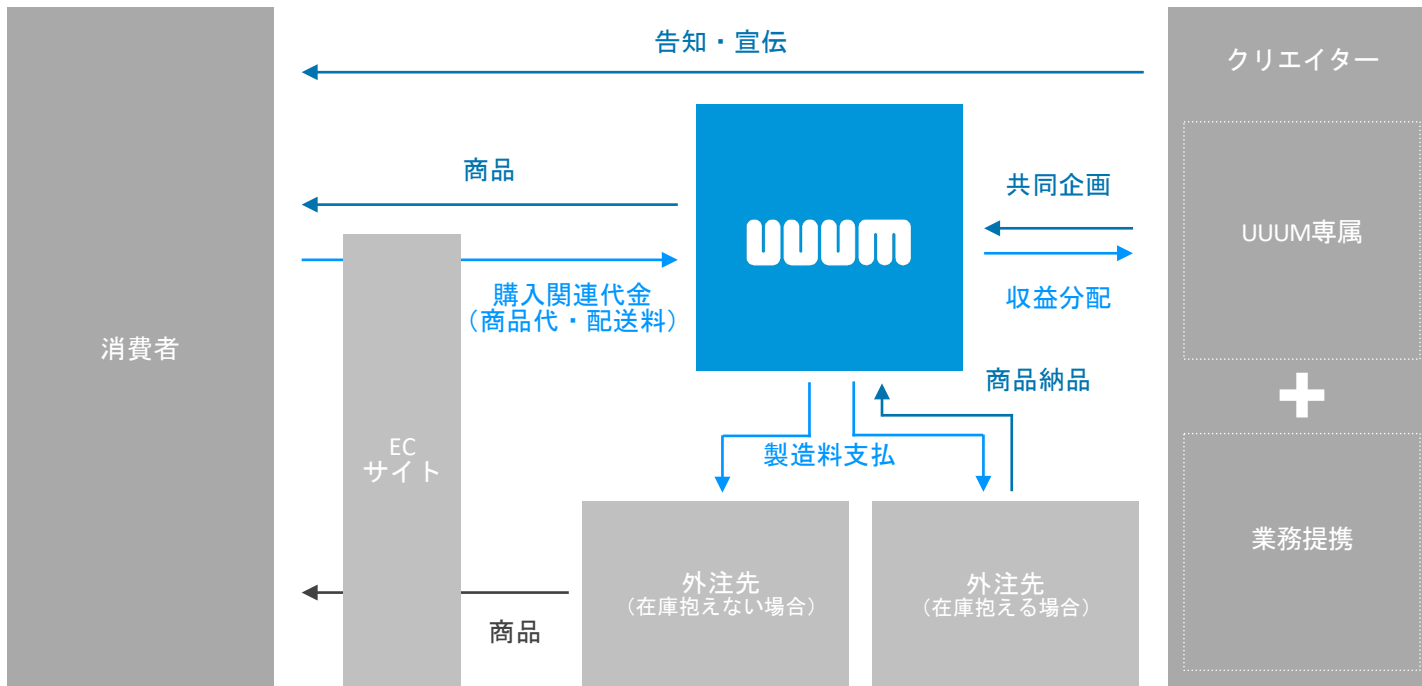 告知・宣伝
クリエイター
商品
共同企画
UUUM
UUUM専属
購入関連代金
（商品代・配送料）
収益分配
消費者
商品納品
EC
サイト
製造料支払
業務提携
外注先
（在庫抱えない場合）
外注先
（在庫抱える場合）
商品